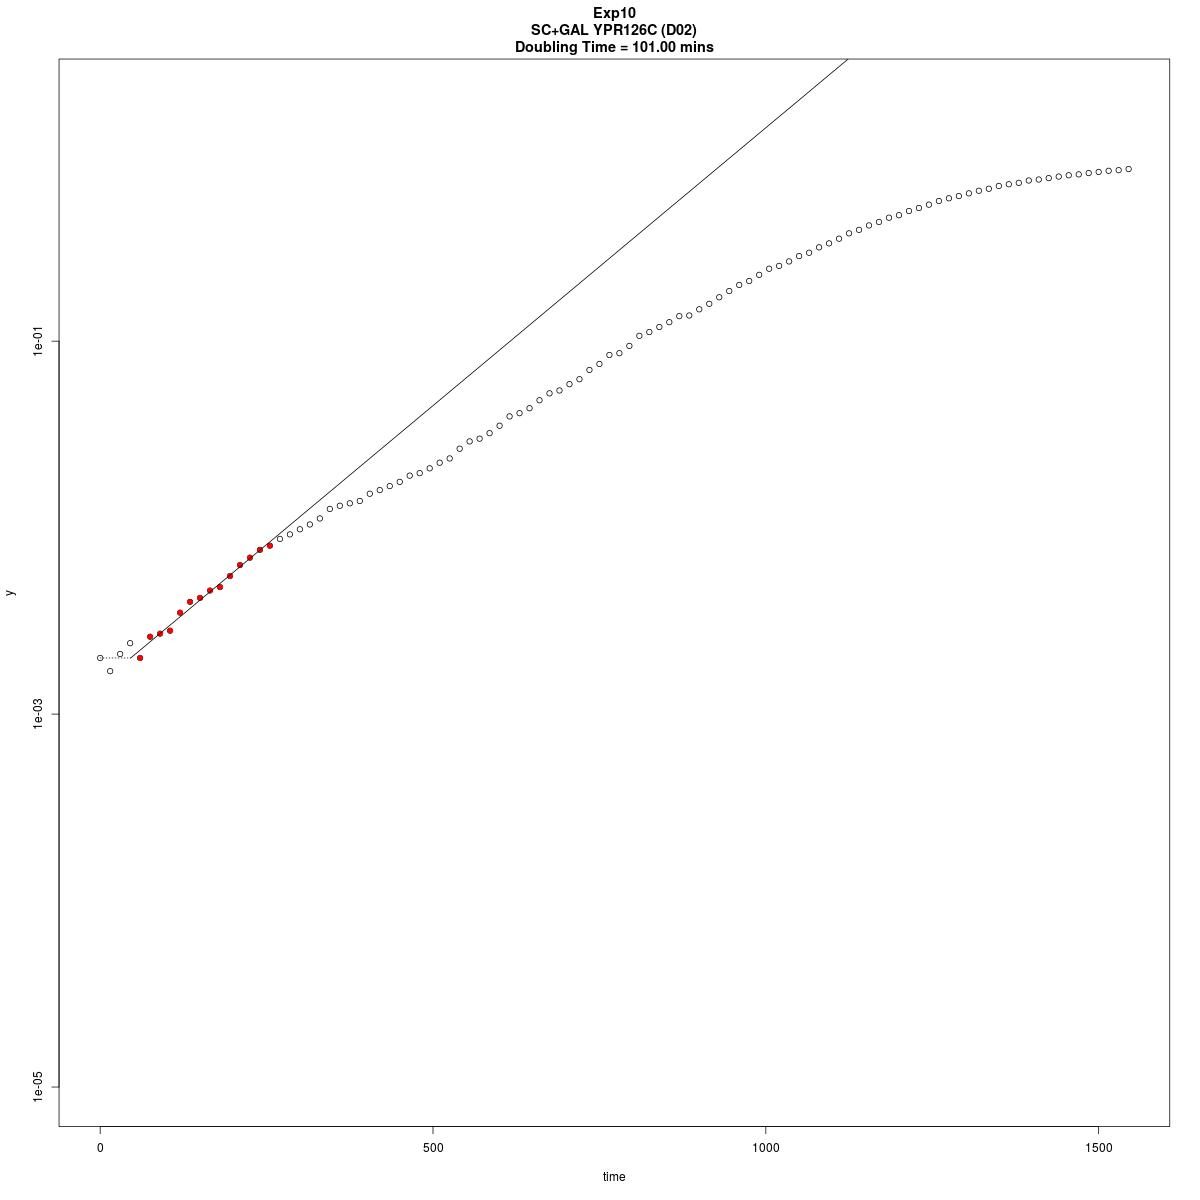 Exp10
SC+GAL YPR126C (D02)
Doubling Time = 101.00 mins
1e-01
1e-03
1e-05
y
0
500
1000
1500
time